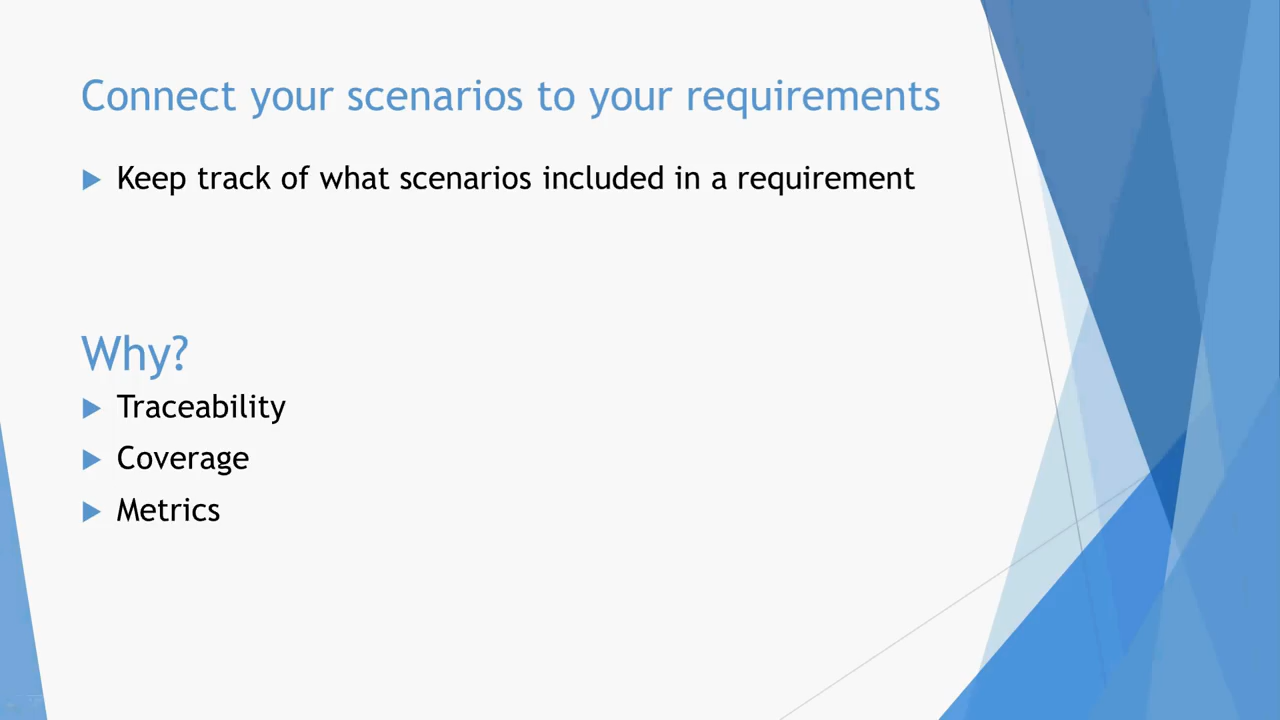 Connect your scenarios to your requirements
Keep track of what scenarios included in a requirement
Why?
Traceability
Coverage
Metrics